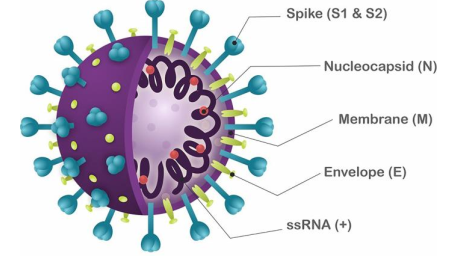 Spike (S1 & S2)
Nucleocapsid (N)
Membrane (M)
Envelope (E)
ssRNA (+)